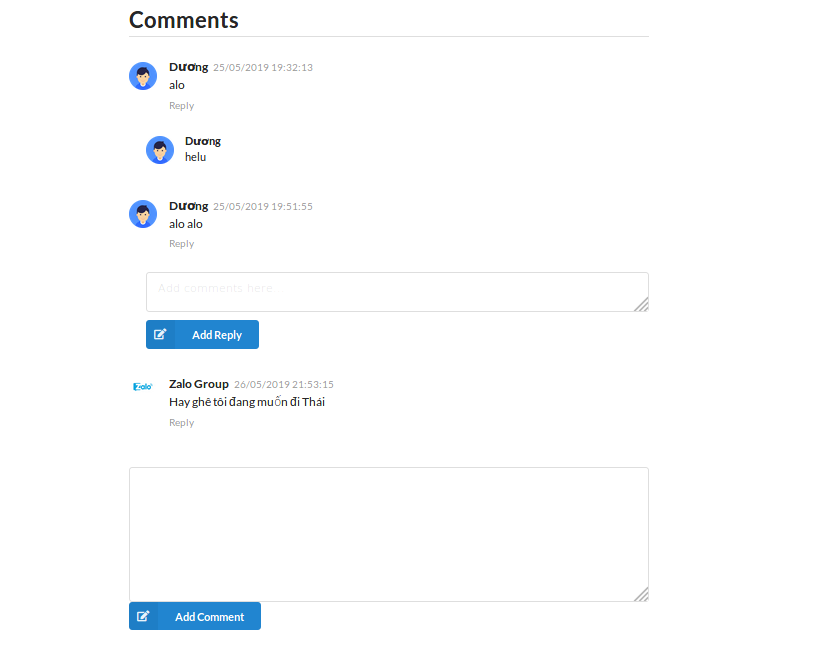 Comments
Dương 25/05/2019 19:32:13
alo
Reply
Dương
helu
Dương 25/05/2019 19:51:55
alo alo
Reply
Add comments here
Add Reply
Zalo
Zalo Group 26/05/2019 21:53:15
Hay ghê tôi đang muốn đi Thái
Reply
Add Comment